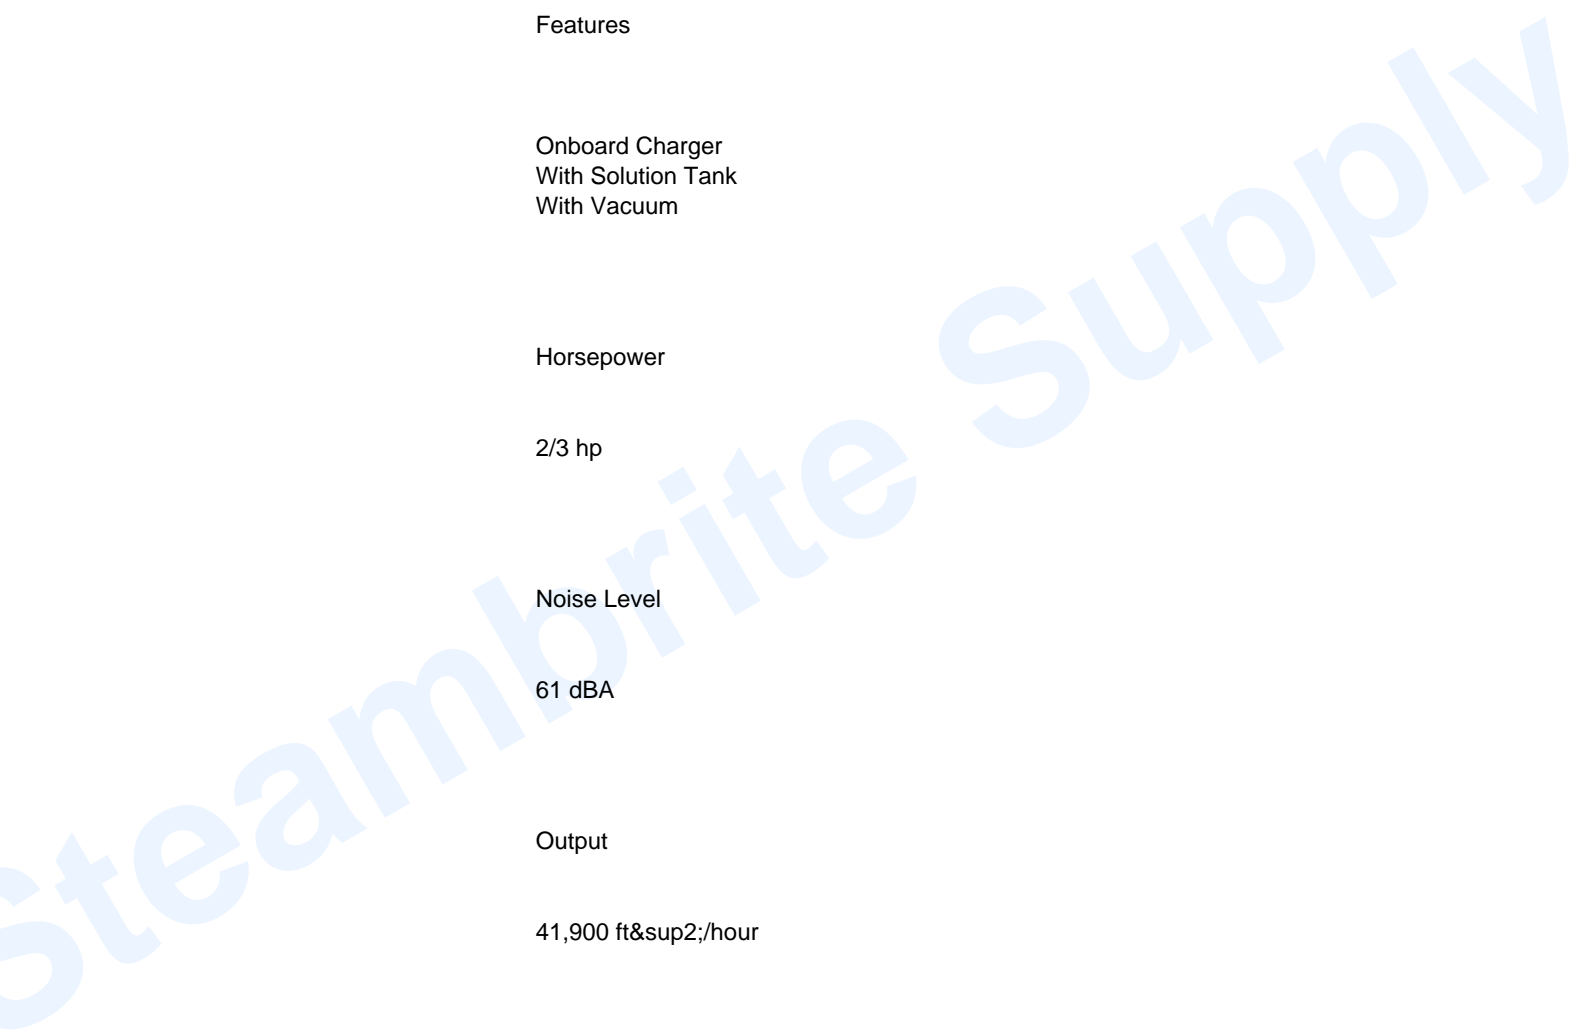 Features
Onboard Charger
With Solution Tank
With Vacuum
Horsepower
2/3 hp
Noise Level
61 dBA
Output
41,900 ft&sup2;/hour
Steambrite Supply